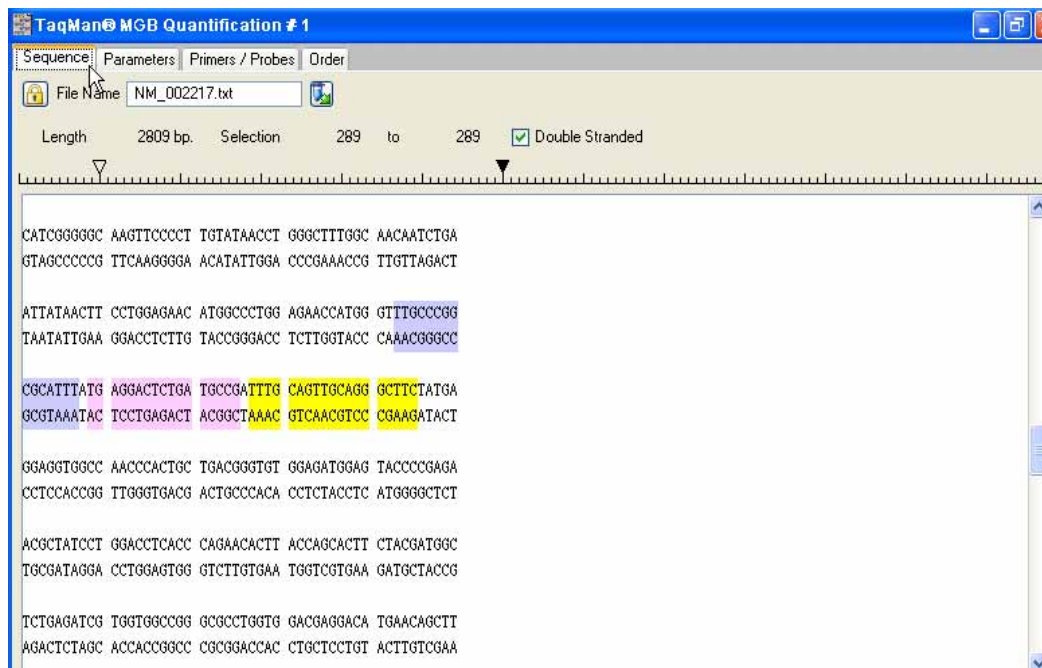 TaqMan® MGB Quantification # 1
Sequence Parameters Primers / Probes Order
File Name NM_002217.txt
Length 2809 bp. Selection 289 to 289 Double Stranded
CATCGGGGGC AAGTTCCCCT TGTATAACCT GGGCTTTGGC AACAATCTGA
GTAGCCCCCG TTCAAGGGGA ACATATTGGA CCCGAAACCG TTGTTAGACT
ATTATAACTT CCTGGAGAAC ATGGCCCTGG AGAACCATGG GTTTGCCCGG
TAATATTGAA GGACCTCTTG TACCGGGACC TCTTGGTACC CAAACGGGCC
CGCATTTATG AGGACTCTGA TGCCGATTTG CAGTTGCAGG GCTTCTATGA
GCGTAAATAC TCCTGAGACT ACGGCTAAAC GTCAACGTCC CGAAGATACT
GGAGGTGGCC AACCCACTGC TGACGGGTGT GGAGATGGAG TACCCCGAGA
CCTCCACCGG TTGGGTGACG ACTGCCCACA CCTCTACCTC ATGGGGCTCT
ACGCTATCCT GGACCTCACC CAGAACACTT ACCAGCACTT CTACGATGGC
TGCGATAGGA CCTGGAGTGG GTCTTGTGAA TGGTCGTGAA GATGCTACCG
TCTGAGATCG TGGTGGCCGG GCGCCTGGTG GACGAGGACA TGAACAGCTT
AGACTCTAGC ACCACCGGCC CGCGGACCAC CTGCTCCTGT ACTTGTCGAA